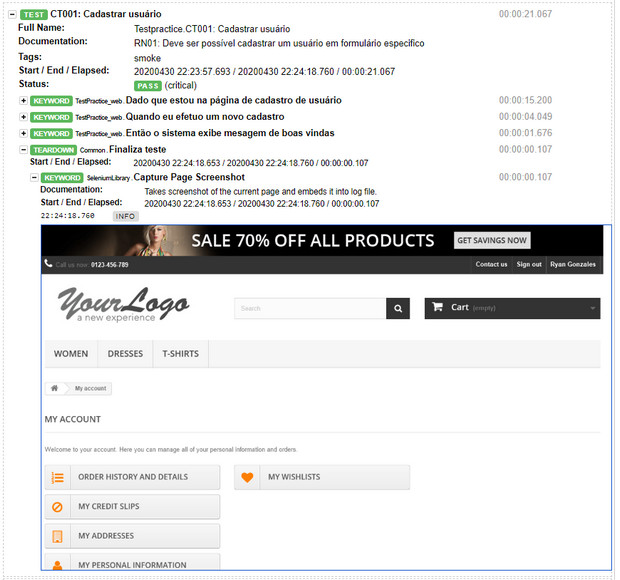 TEST CT001: Cadastrar usuário 00:00:21.067
Full Name: Testpractice.CT001: Cadastrar usuário
Documentation: RN01: Deve ser possível cadastrar um usuário em formulário especifico
Tags: smoke
Start / End / Elapsed: 20200430 22:23:57.693 / 20200430 22:24:18.760 / 00:00:21.067
Status: PASS (critical)
KEYWORD TestPractice_web . Dado que estou na página de cadastro de usuário 00:00:15.200
KEYWORD TestPractice_web . Quando eu efetuo um novo cadastro 00:00:04.049
KEYWORD TestPractice_web . Então o sistema exibe mesagem de boas vindas 00:00:01.676
TEARDOWN Common . Finaliza teste 00:00:00.107
Start / End / Elapsed: 20200430 22:24:18.653 / 20200430 22:24:18.760 / 00:00:00.107
KEYWORD SeleniumLibrary . Capture Page Screenshot 00:00:00.107
Documentation: Takes screenshot of the current page and embeds it into log file.
Start / End / Elapsed: 20200430 22:24:18.653 / 20200430 22:24:18.760 / 00:00:00.107
22:24:18.760 INFO
SALE 70% OFF ALL PRODUCTS GET SAVINGS NOW
Call us now: 0123-456-789 Contact us Sign out Ryan Gonzales
YourLogo
a new experience
Search Cart (empty)
WOMEN DRESSES T-SHIRTS
My account
MY ACCOUNT
Welcome to your account. Here you can manage all of your personal information and orders.
ORDER HISTORY AND DETAILS MY WISHLISTS
MY CREDIT SLIPS
MY ADDRESSES
MY PERSONAL INFORMATION